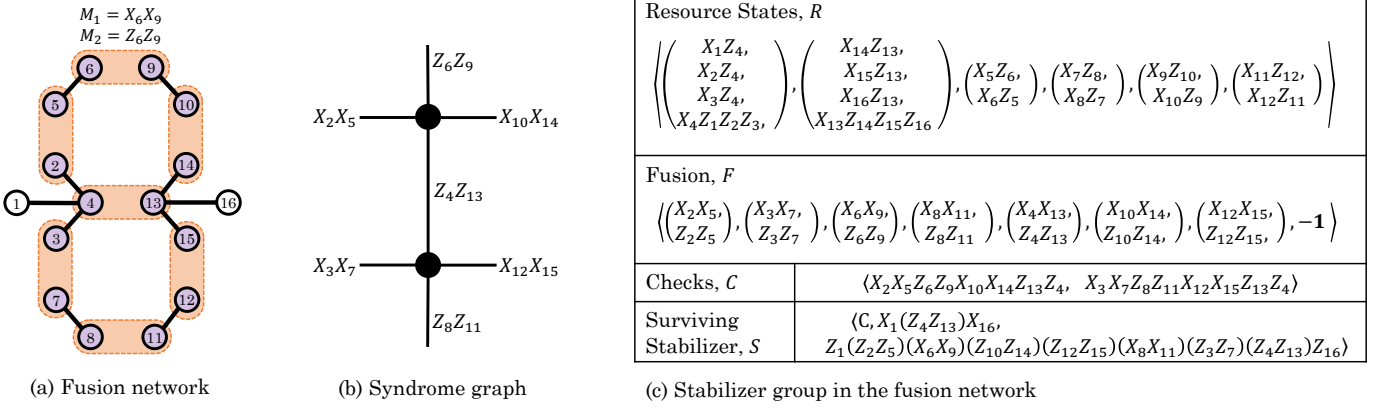 M₁ = X₆X₉
M₂ = Z₆Z₉
6
9
5
10
2
14
1
4
13
16
3
15
7
12
8
11
(a) Fusion network
Z₆Z₉
X₂X₅
X₁₀X₁₄
Z₄Z₁₃
X₃X₇
X₁₂X₁₅
Z₈Z₁₁
(b) Syndrome graph
Resource States, R
⟨(X₁Z₄, X₂Z₄, X₃Z₄, X₄Z₁Z₂Z₃,), (X₁₄Z₁₃, X₁₅Z₁₃, X₁₆Z₁₃, X₁₃Z₁₄Z₁₅Z₁₆), (X₅Z₆, X₆Z₅), (X₇Z₈, X₈Z₇), (X₉Z₁₀, X₁₀Z₉), (X₁₁Z₁₂, X₁₂Z₁₁)⟩
Fusion, F
⟨(X₂X₅, Z₂Z₅), (X₃X₇, Z₃Z₇), (X₆X₉, Z₆Z₉), (X₈X₁₁, Z₈Z₁₁), (X₄X₁₃, Z₄Z₁₃), (X₁₀X₁₄, Z₁₀Z₁₄,), (X₁₂X₁₅, Z₁₂Z₁₅,), −1⟩
Checks, C
⟨X₂X₅Z₆Z₉X₁₀X₁₄Z₁₃Z₄, X₃X₇Z₈Z₁₁X₁₂X₁₅Z₁₃Z₄⟩
Surviving
Stabilizer, S
⟨C, X₁(Z₄Z₁₃)X₁₆,
Z₁(Z₂Z₅)(X₆X₉)(Z₁₀Z₁₄)(Z₁₂Z₁₅)(X₈X₁₁)(Z₃Z₇)(Z₄Z₁₃)Z₁₆⟩
(c) Stabilizer group in the fusion network